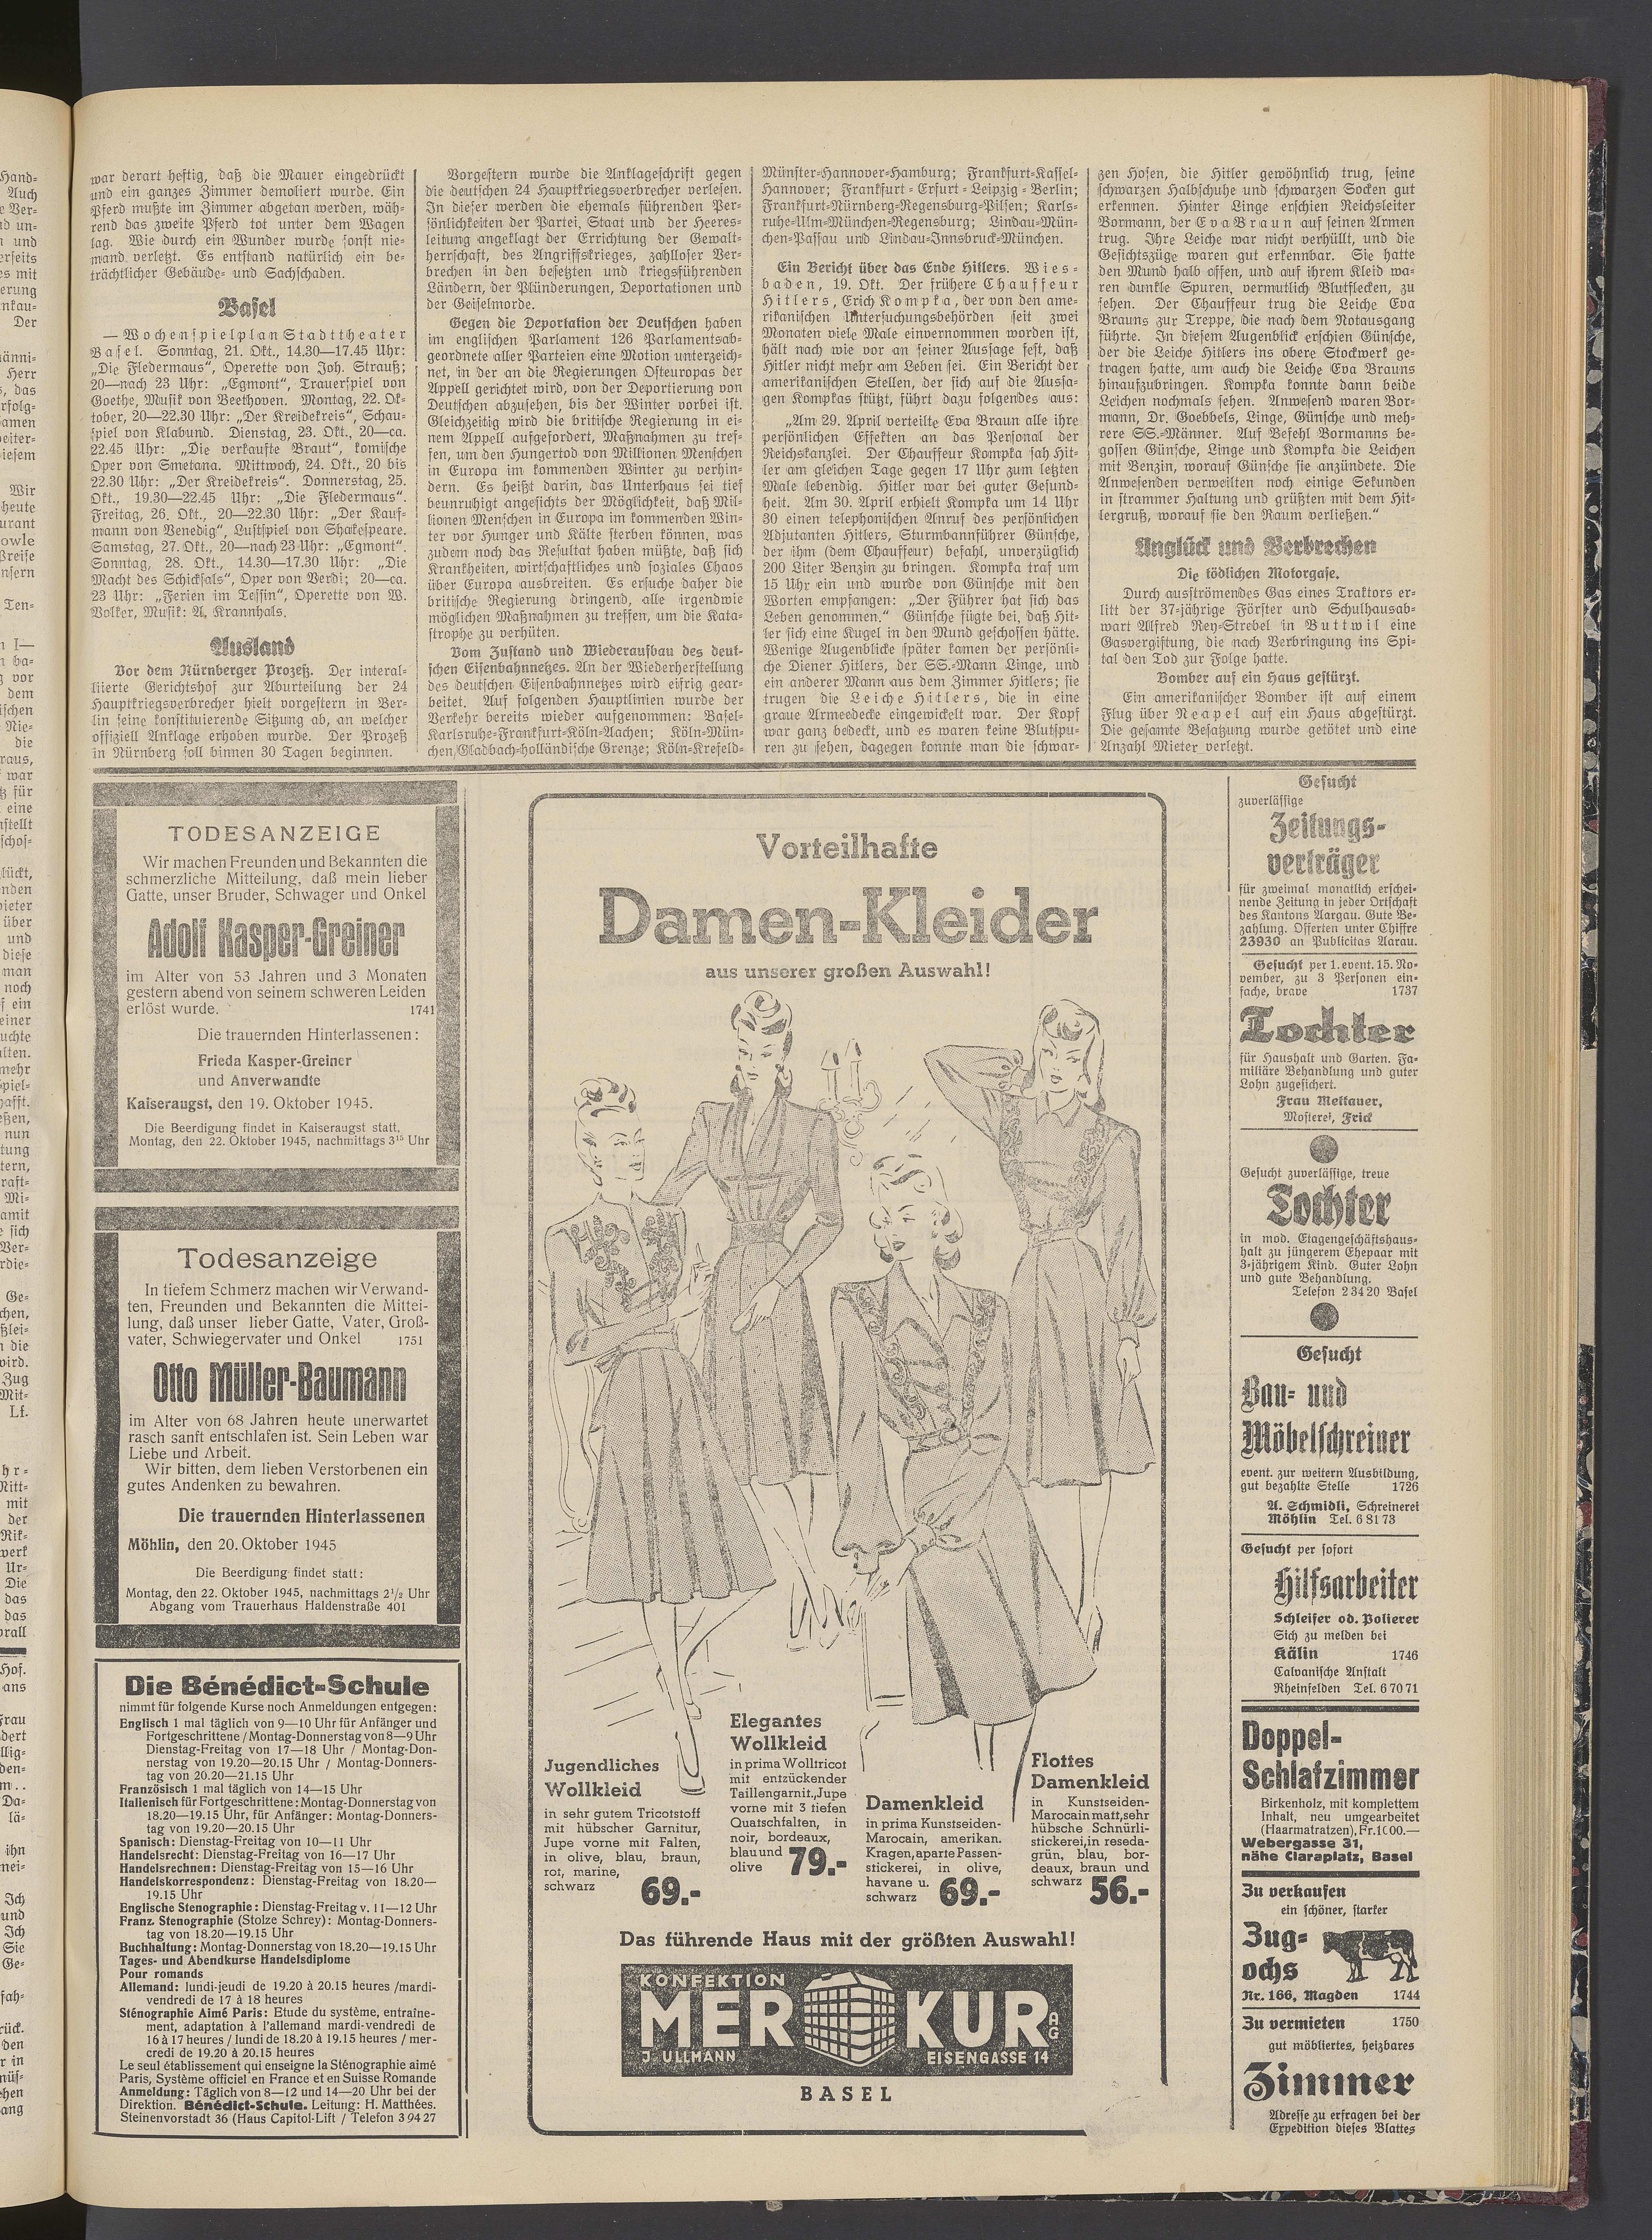 war derart heftig, daß die Mauer eingedrückt
und ein ganzes Zimmer demoliert wurde. Ein
Pferd mußte im Zimmer abgetan werden, wäh-
rend das zweite Pferd tot unter dem Wagen
lag. Wie durch ein Wunder wurde sonst nie-
mand verletzt. Es entstand natürlich ein be-
trächtlicher Gebäude- und Sachschaden.
Basel
— Wochenspielplan Stadttheater
Basel. Sonntag, 21. Okt., 14.30—17.45 Uhr:
„Die Fledermaus“, Operette von Joh. Strauß;
20—nach 23 Uhr: „Egmont“, Trauerspiel von
Goethe, Musik von Beethoven. Montag, 22. Ok-
tober, 20—22.30 Uhr: „Der Kreidekreis“, Schau-
spiel von Klabund. Dienstag, 23. Okt., 20—ca.
22.45 Uhr: „Die verkaufte Braut“, komische
Oper von Smetana. Mittwoch, 24. Okt., 20 bis
22.30 Uhr: „Der Kreidekreis“. Donnerstag, 25.
Okt., 19.30—22.45 Uhr: „Die Fledermaus“.
Freitag, 26. Okt., 20—22.30 Uhr: „Der Kauf-
mann von Venedig“, Lustspiel von Shakespeare.
Samstag, 27. Okt., 20—nach 23 Uhr: „Egmont“.
Sonntag, 28. Okt., 14.30—17.30 Uhr: „Die
Macht des Schicksals“, Oper von Verdi; 20—ca.
23 Uhr: „Ferien im Tessin“, Operette von W.
Volker, Musik: A. Krannhals.
Ausland
Vor dem Nürnberger Prozeß. Der interal-
liierte Gerichtshof zur Aburteilung der 24
Hauptkriegsverbrecher hielt vorgestern in Ber-
lin seine konstituierende Sitzung ab, an welcher
offiziell Anklage erhoben wurde. Der Prozeß
in Nürnberg soll binnen 30 Tagen beginnen.
Vorgestern wurde die Anklageschrift gegen
die deutschen 24 Hauptkriegsverbrecher verlesen.
In dieser werden die ehemals führenden Per-
sönlichkeiten der Partei, Staat und der Heeres-
leitung angeklagt der Errichtung der Gewalt-
herrschaft, des Angriffskrieges, zahlloser Ver-
brechen in den besetzten und kriegsführenden
Ländern, der Plünderungen, Deportationen und
der Geiselmorde.
Gegen die Deportation der Deutschen haben
im englischen Parlament 126 Parlamentsab-
geordnete aller Parteien eine Motion unterzeich-
net, in der an die Regierungen Osteuropas der
Appell gerichtet wird, von der Deportierung von
Deutschen abzusehen, bis der Winter vorbei ist.
Gleichzeitig wird die britische Regierung in ei-
nem Appell aufgefordert, Maßnahmen zu tref-
fen, um den Hungertod von Millionen Menschen
in Europa im kommenden Winter zu verhin-
dern. Es heißt darin, das Unterhaus sei tief
beunruhigt angesichts der Möglichkeit, daß Mil-
lionen Menschen in Europa im kommenden Win-
ter vor Hunger und Kälte sterben können, was
zudem noch das Resultat haben müßte, daß sich
Krankheiten, wirtschaftliches und soziales Chaos
über Europa ausbreiten. Es ersuche daher die
britische Regierung dringend, alle irgendwie
möglichen Maßnahmen zu treffen, um die Kata-
strophe zu verhüten.
Vom Zustand und Wiederaufbau des deut-
schen Eisenbahnnetzes. An der Wiederherstellung
des deutschen Eisenbahnnetzes wird eifrig gear-
beitet. Auf folgenden Hauptlinien wurde der
Verkehr bereits wieder aufgenommen: Basel-
Karlsruhe-Frankfurt-Köln-Aachen; Köln-Mün-
chen/Gladbach-holländische Grenze; Köln-Krefeld-
Münster-Hannover-Hamburg; Frankfurt-Kassel-
Hannover; Frankfurt-Erfurt-Leipzig-Berlin;
Frankfurt-Nürnberg-Regensburg-Pilsen; Karls-
ruhe-Ulm-München-Regensburg; Lindau-Mün-
chen-Passau und Lindau-Innsbruck-München.
Ein Bericht über das Ende Hitlers. Wies-
baden, 19. Okt. Der frühere Chauffeur
Hitlers, Erich Kompka, der von den ame-
rikanischen Untersuchungsbehörden seit zwei
Monaten viele Male einvernommen worden ist,
hält nach wie vor an seiner Aussage fest, daß
Hitler nicht mehr am Leben sei. Ein Bericht der
amerikanischen Stellen, der sich auf die Aussa-
gen Kompkas stützt, führt dazu folgendes aus:
„Am 29. April verteilte Eva Braun alle ihre
persönlichen Effekten an das Personal der
Reichskanzlei. Der Chauffeur Kompka sah Hit-
ler am gleichen Tage gegen 17 Uhr zum letzten
Male lebendig. Hitler war bei guter Gesund-
heit. Am 30. April erhielt Kompka um 14 Uhr
30 einen telephonischen Anruf des persönlichen
Adjutanten Hitlers, Sturmbannführer Günsche,
der ihm (dem Chauffeur) befahl, unverzüglich
200 Liter Benzin zu bringen. Kompka traf um
15 Uhr ein und wurde von Günsche mit den
Worten empfangen: „Der Führer hat sich das
Leben genommen.“ Günsche fügte bei, daß Hit-
ler sich eine Kugel in den Mund geschossen hätte.
Wenige Augenblicke später kamen der persönli-
che Diener Hitlers, der SS.-Mann Linge, und
ein anderer Mann aus dem Zimmer Hitlers; sie
trugen die Leiche Hitlers, die in eine
graue Armeedecke eingewickelt war. Der Kopf
war ganz bedeckt, und es waren keine Blutspu-
ren zu sehen, dagegen konnte man die schwar-
zen Hosen, die Hitler gewöhnlich trug, seine
schwarzen Halbschuhe und schwarzen Socken gut
erkennen. Hinter Linge erschien Reichsleiter
Bormann, der Eva Braun auf seinen Armen
trug. Ihre Leiche war nicht verhüllt, und die
Gesichtszüge waren gut erkennbar. Sie hatte
den Mund halb offen, und auf ihrem Kleid wa-
ren dunkle Spuren, vermutlich Blutflecken, zu
sehen. Der Chauffeur trug die Leiche Eva
Brauns zur Treppe, die nach dem Notausgang
führte. In diesem Augenblick erschien Günsche,
der die Leiche Hitlers ins obere Stockwerk ge-
tragen hatte, um auch die Leiche Eva Brauns
hinaufzubringen. Kompka konnte dann beide
Leichen nochmals sehen. Anwesend waren Bor-
mann, Dr. Goebbels, Linge, Günsche und meh-
rere SS.-Männer. Auf Befehl Bormanns be-
gossen Günsche, Linge und Kompka die Leichen
mit Benzin, worauf Günsche sie anzündete. Die
Anwesenden verweilten noch einige Sekunden
in strammer Haltung und grüßten mit dem Hit-
lergruß, worauf sie den Raum verließen.“
Unglück und Verbrechen
Die tödlichen Motorgase.
Durch ausströmendes Gas eines Traktors er-
litt der 37-jährige Förster und Schulhausab-
wart Alfred Rey-Strebel in Buttwil eine
Gasvergiftung, die nach Verbringung ins Spi-
tal den Tod zur Folge hatte.
Bomber auf ein Haus gestürzt.
Ein amerikanischer Bomber ist auf einem
Flug über Neapel auf ein Haus abgestürzt.
Die gesamte Besatzung wurde getötet und eine
Anzahl Mieter verletzt.
TODESANZEIGE
Wir machen Freunden und Bekannten die
schmerzliche Mitteilung, daß mein lieber
Gatte, unser Bruder, Schwager und Onkel
Adolf Kasper-Greiner
im Alter von 53 Jahren und 3 Monaten
gestern abend von seinem schweren Leiden
erlöst wurde. 1741
Die trauernden Hinterlassenen:
Frieda Kasper-Greiner
und Anverwandte
Kaiseraugst, den 19. Oktober 1945.
Die Beerdigung findet in Kaiseraugst statt,
Montag, den 22. Oktober 1945, nachmittags 3¹⁵ Uhr
Todesanzeige
In tiefem Schmerz machen wir Verwand-
ten, Freunden und Bekannten die Mittei-
lung, daß unser lieber Gatte, Vater, Groß-
vater, Schwiegervater und Onkel 1751
Otto Müller-Baumann
im Alter von 68 Jahren heute unerwartet
rasch sanft entschlafen ist. Sein Leben war
Liebe und Arbeit.
Wir bitten, dem lieben Verstorbenen ein
gutes Andenken zu bewahren.
Die trauernden Hinterlassenen
Möhlin, den 20. Oktober 1945
Die Beerdigung findet statt:
Montag, den 22. Oktober 1945, nachmittags 2½ Uhr
Abgang vom Trauerhaus Haldenstraße 401
Die Bénédict-Schule
nimmt für folgende Kurse noch Anmeldungen entgegen:
Englisch 1 mal täglich von 9—10 Uhr für Anfänger und
Fortgeschrittene / Montag-Donnerstag von 8—9 Uhr
Dienstag-Freitag von 17—18 Uhr / Montag-Don-
nerstag von 19.20—20.15 Uhr / Montag-Donners-
tag von 20.20—21.15 Uhr
Französisch 1 mal täglich von 14—15 Uhr
Italienisch für Fortgeschrittene: Montag-Donnerstag von
18.20—19.15 Uhr, für Anfänger: Montag-Donners-
tag von 19.20—20.15 Uhr
Spanisch: Dienstag-Freitag von 10—11 Uhr
Handelsrecht: Dienstag-Freitag von 16—17 Uhr
Handelsrechnen: Dienstag-Freitag von 15—16 Uhr
Handelskorrespondenz: Dienstag-Freitag von 18.20—
19.15 Uhr
Englische Stenographie: Dienstag-Freitag v. 11—12 Uhr
Franz. Stenographie (Stolze Schrey): Montag-Donners-
tag von 18.20—19.15 Uhr
Buchhaltung: Montag-Donnerstag von 18.20—19.15 Uhr
Tages- und Abendkurse Handelsdiplome
Pour romands
Allemand: lundi-jeudi de 19.20 à 20.15 heures /mardi-
vendredi de 17 à 18 heures
Sténographie Aimé Paris: Etude du système, entraîne-
ment, adaptation à l'allemand mardi-vendredi de
16 à 17 heures / lundi de 18.20 à 19.15 heures / mer-
credi de 19.20 à 20.15 heures
Le seul établissement qui enseigne la Sténographie aimé
Paris, Système officiel en France et en Suisse Romande
Anmeldung: Täglich von 8—12 und 14—20 Uhr bei der
Direktion. Bénédict-Schule. Leitung: H. Matthées.
Steinenvorstadt 36 (Haus Capitol-Lift / Telefon 3 94 27
Vorteilhafte
Damen-Kleider
aus unserer großen Auswahl!
Jugendliches
Wollkleid
in sehr gutem Tricotstoff
mit hübscher Garnitur,
Jupe vorne mit Falten,
in olive, blau, braun,
rot, marine,
schwarz 69.-
Elegantes
Wollkleid
in prima Wolltricot
mit entzückender
Taillengarnit., Jupe
vorne mit 3 tiefen
Quatschfalten, in
noir, bordeaux,
blau und
olive 79.-
Damenkleid
in prima Kunstseiden-
Marocain, amerikan.
Kragen, aparte Passen-
stickerei, in olive,
havane u.
schwarz 69.-
Flottes
Damenkleid
in Kunstseiden-
Marocain matt, sehr
hübsche Schnürli-
stickerei, in reseda-
grün, blau, bor-
deaux, braun und
schwarz 56.-
Das führende Haus mit der größten Auswahl!
KONFEKTION
MERKUR AG
J. ULLMANN EISENGASSE 14
BASEL
Gesucht
zuverlässige
Zeitungs-
verträger
für zweimal monatlich erschei-
nende Zeitung in jeder Ortschaft
des Kantons Aargau. Gute Be-
zahlung. Offerten unter Chiffre
23930 an Publicitas Aarau.
Gesucht per 1. event. 15. No-
vember, zu 3 Personen ein-
fache, brave 1737
Tochter
für Haushalt und Garten. Fa-
miliäre Behandlung und guter
Lohn zugesichert.
Frau Mettauer,
Mosterei, Frick
Gesucht zuverlässige, treue
Tochter
in mod. Etagengeschäftshaus-
halt zu jüngerem Ehepaar mit
3-jährigem Kind. Guter Lohn
und gute Behandlung.
Telefon 2 34 20 Basel
Gesucht
Bau- und
Möbelschreiner
event. zur weitern Ausbildung,
gut bezahlte Stelle 1726
A. Schmidli, Schreinerei
Möhlin Tel. 6 81 73
Gesucht per sofort
Hilfsarbeiter
Schleifer od. Polierer
Sich zu melden bei
Kälin 1746
Calvanische Anstalt
Rheinfelden Tel. 6 70 71
Doppel-
Schlafzimmer
Birkenholz, mit komplettem
Inhalt, neu umgearbeitet
(Haarmatratzen), Fr. 1000.—
Webergasse 31,
nähe Claraplatz, Basel
Zu verkaufen
ein schöner, starker
Zug-
ochs
Nr. 166, Magden 1744
Zu vermieten 1750
gut möbliertes, heizbares
Zimmer
Adresse zu erfragen bei der
Expedition dieses Blattes